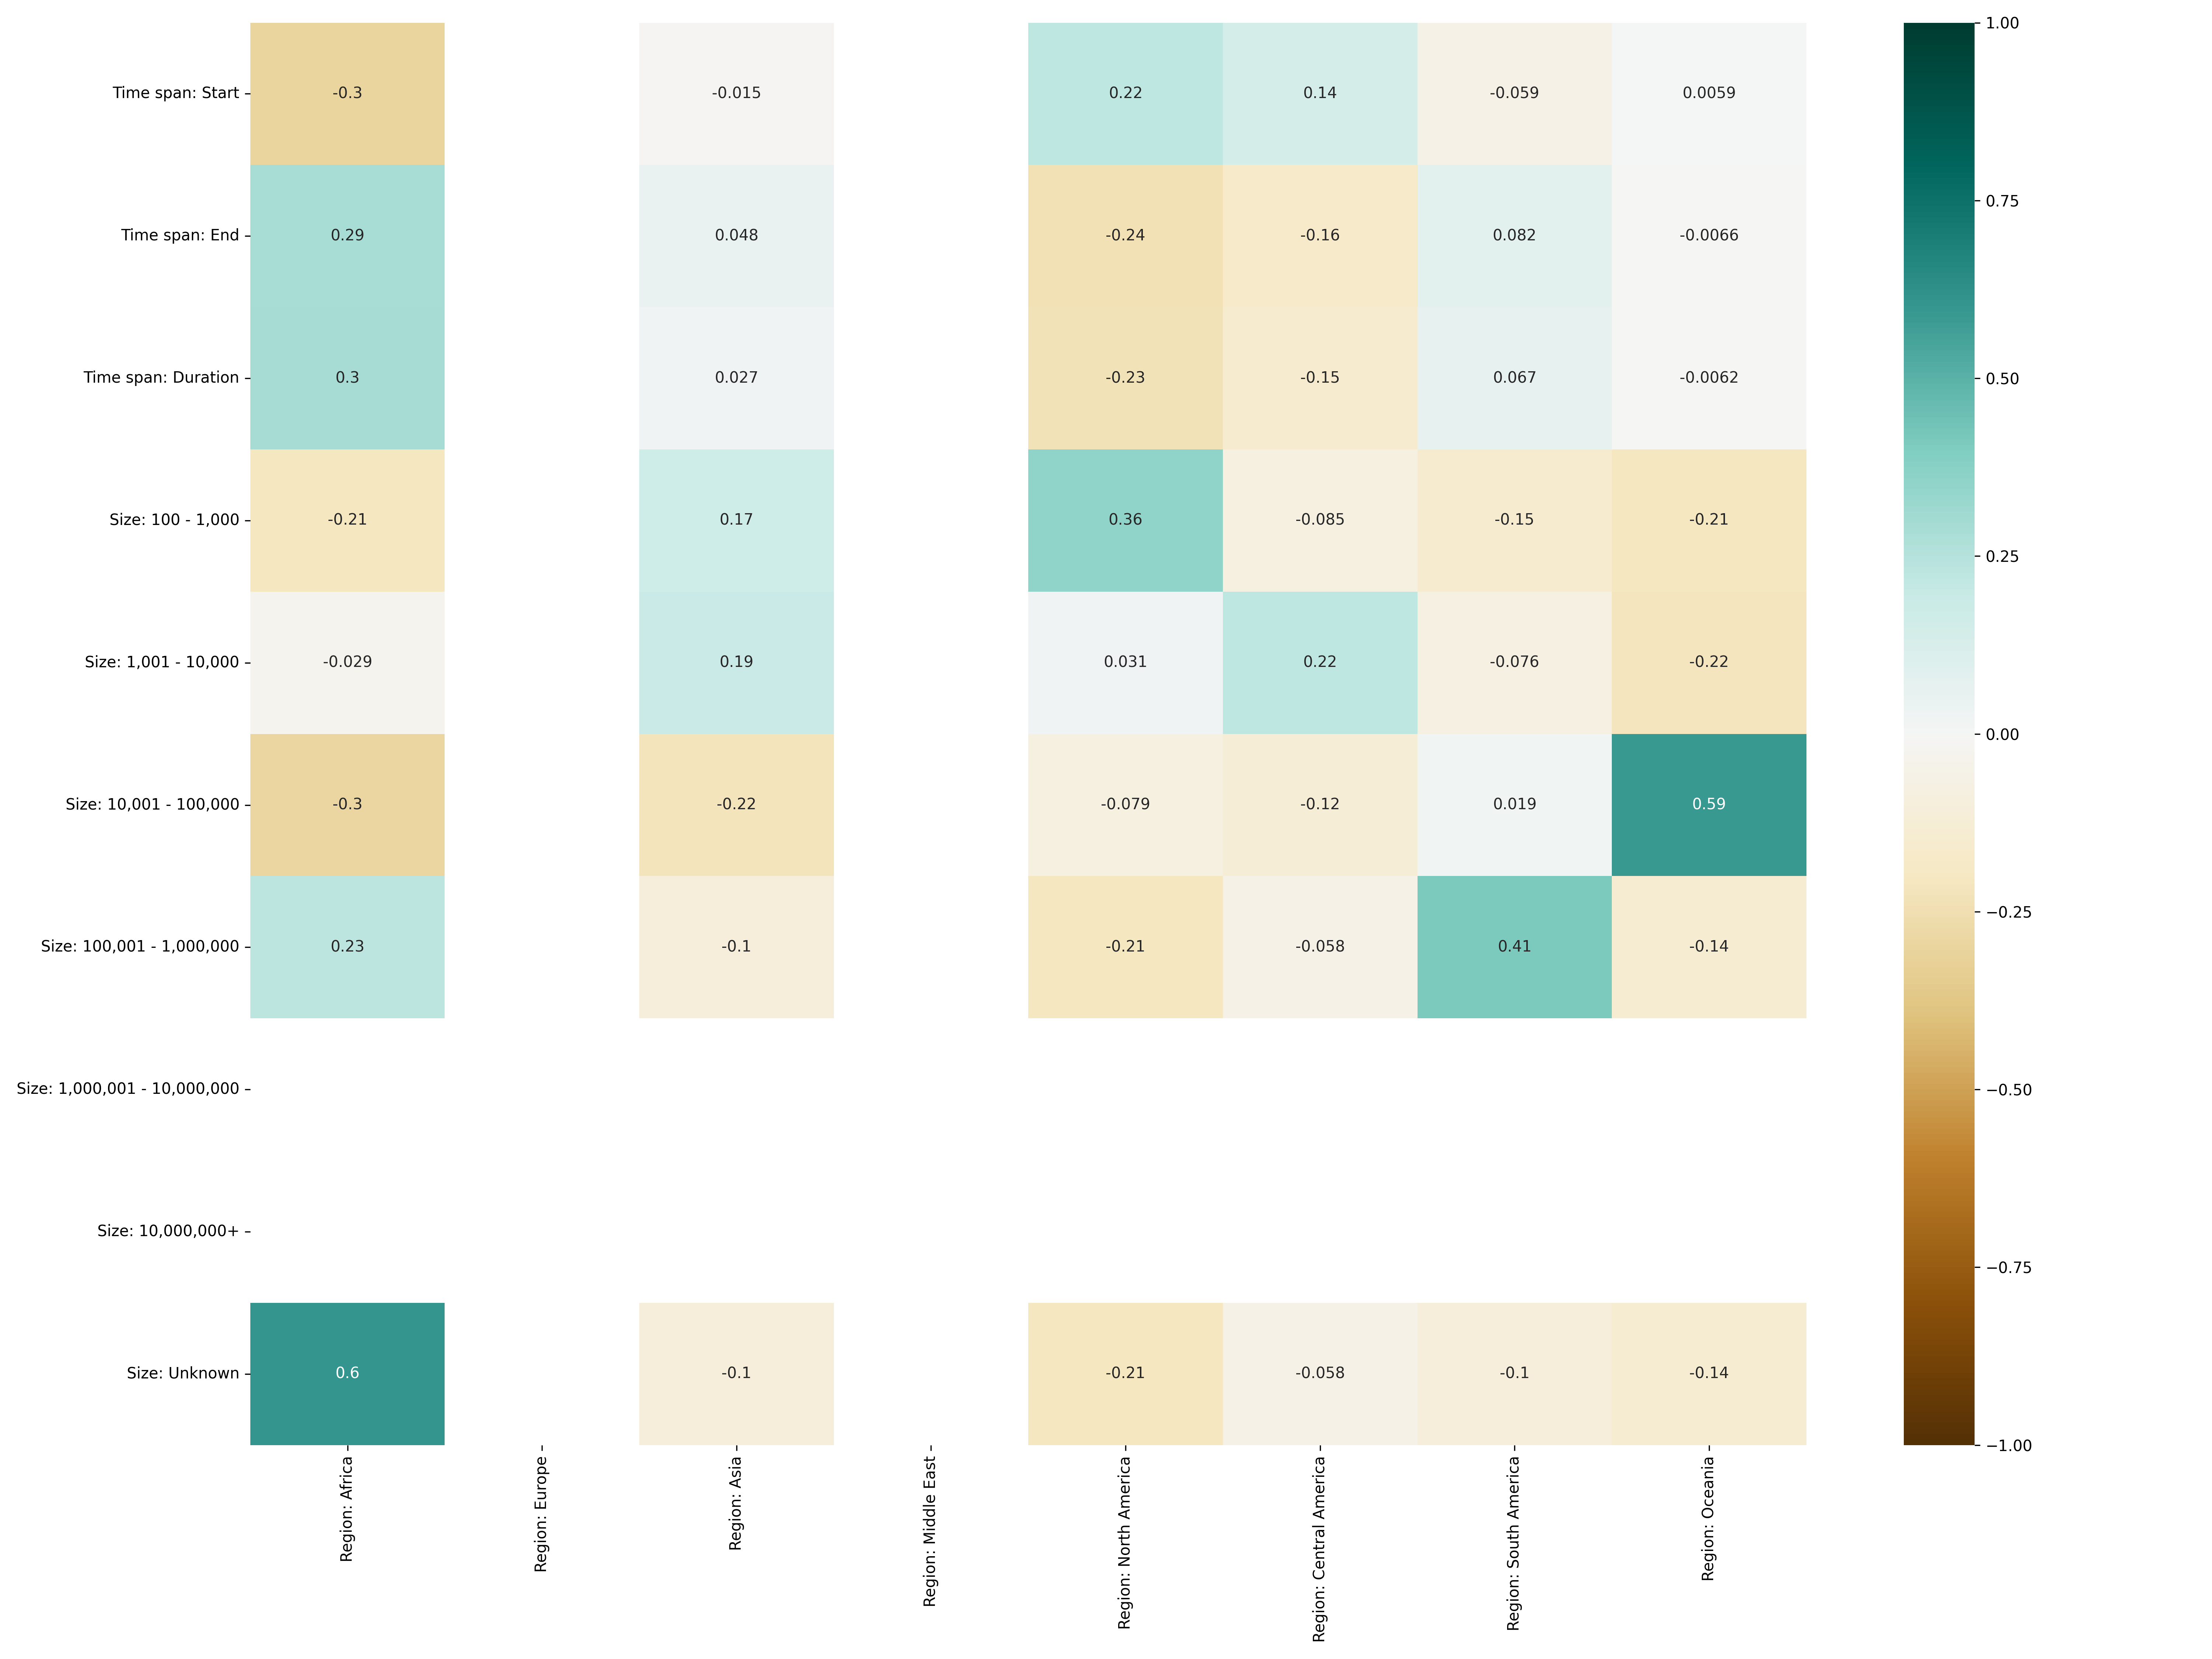 Time span: Start -0.3 -0.015 0.22 0.14 -0.059 0.0059
Time span: End 0.29 0.048 -0.24 -0.16 0.082 -0.0066
Time span: Duration 0.3 0.027 -0.23 -0.15 0.067 -0.0062
Size: 100 - 1,000 -0.21 0.17 0.36 -0.085 -0.15 -0.21
Size: 1,001 - 10,000 -0.029 0.19 0.031 0.22 -0.076 -0.22
Size: 10,001 - 100,000 -0.3 -0.22 -0.079 -0.12 0.019 0.59
Size: 100,001 - 1,000,000 0.23 -0.1 -0.21 -0.058 0.41 -0.14
Size: 1,000,001 - 10,000,000
Size: 10,000,000+
Size: Unknown 0.6 -0.1 -0.21 -0.058 -0.1 -0.14
Region: Africa
Region: Europe
Region: Asia
Region: Middle East
Region: North America
Region: Central America
Region: South America
Region: Oceania
1.00
0.75
0.50
0.25
0.00
−0.25
−0.50
−0.75
−1.00